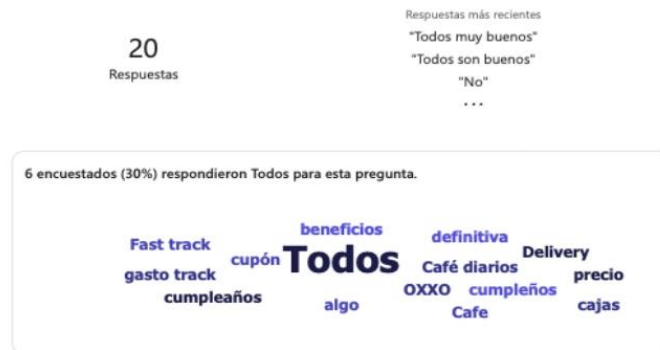 20
Respuestas
Respuestas más recientes
"Todos muy buenos"
"Todos son buenos"
"No"
...
6 encuestados (30%) respondieron Todos para esta pregunta.
beneficios
definitiva
Fast track
cupón
Todos
Delivery
gasto track
Café diarios
precio
cumpleaños
OXXO
cumpleños
algo
Cafe
cajas